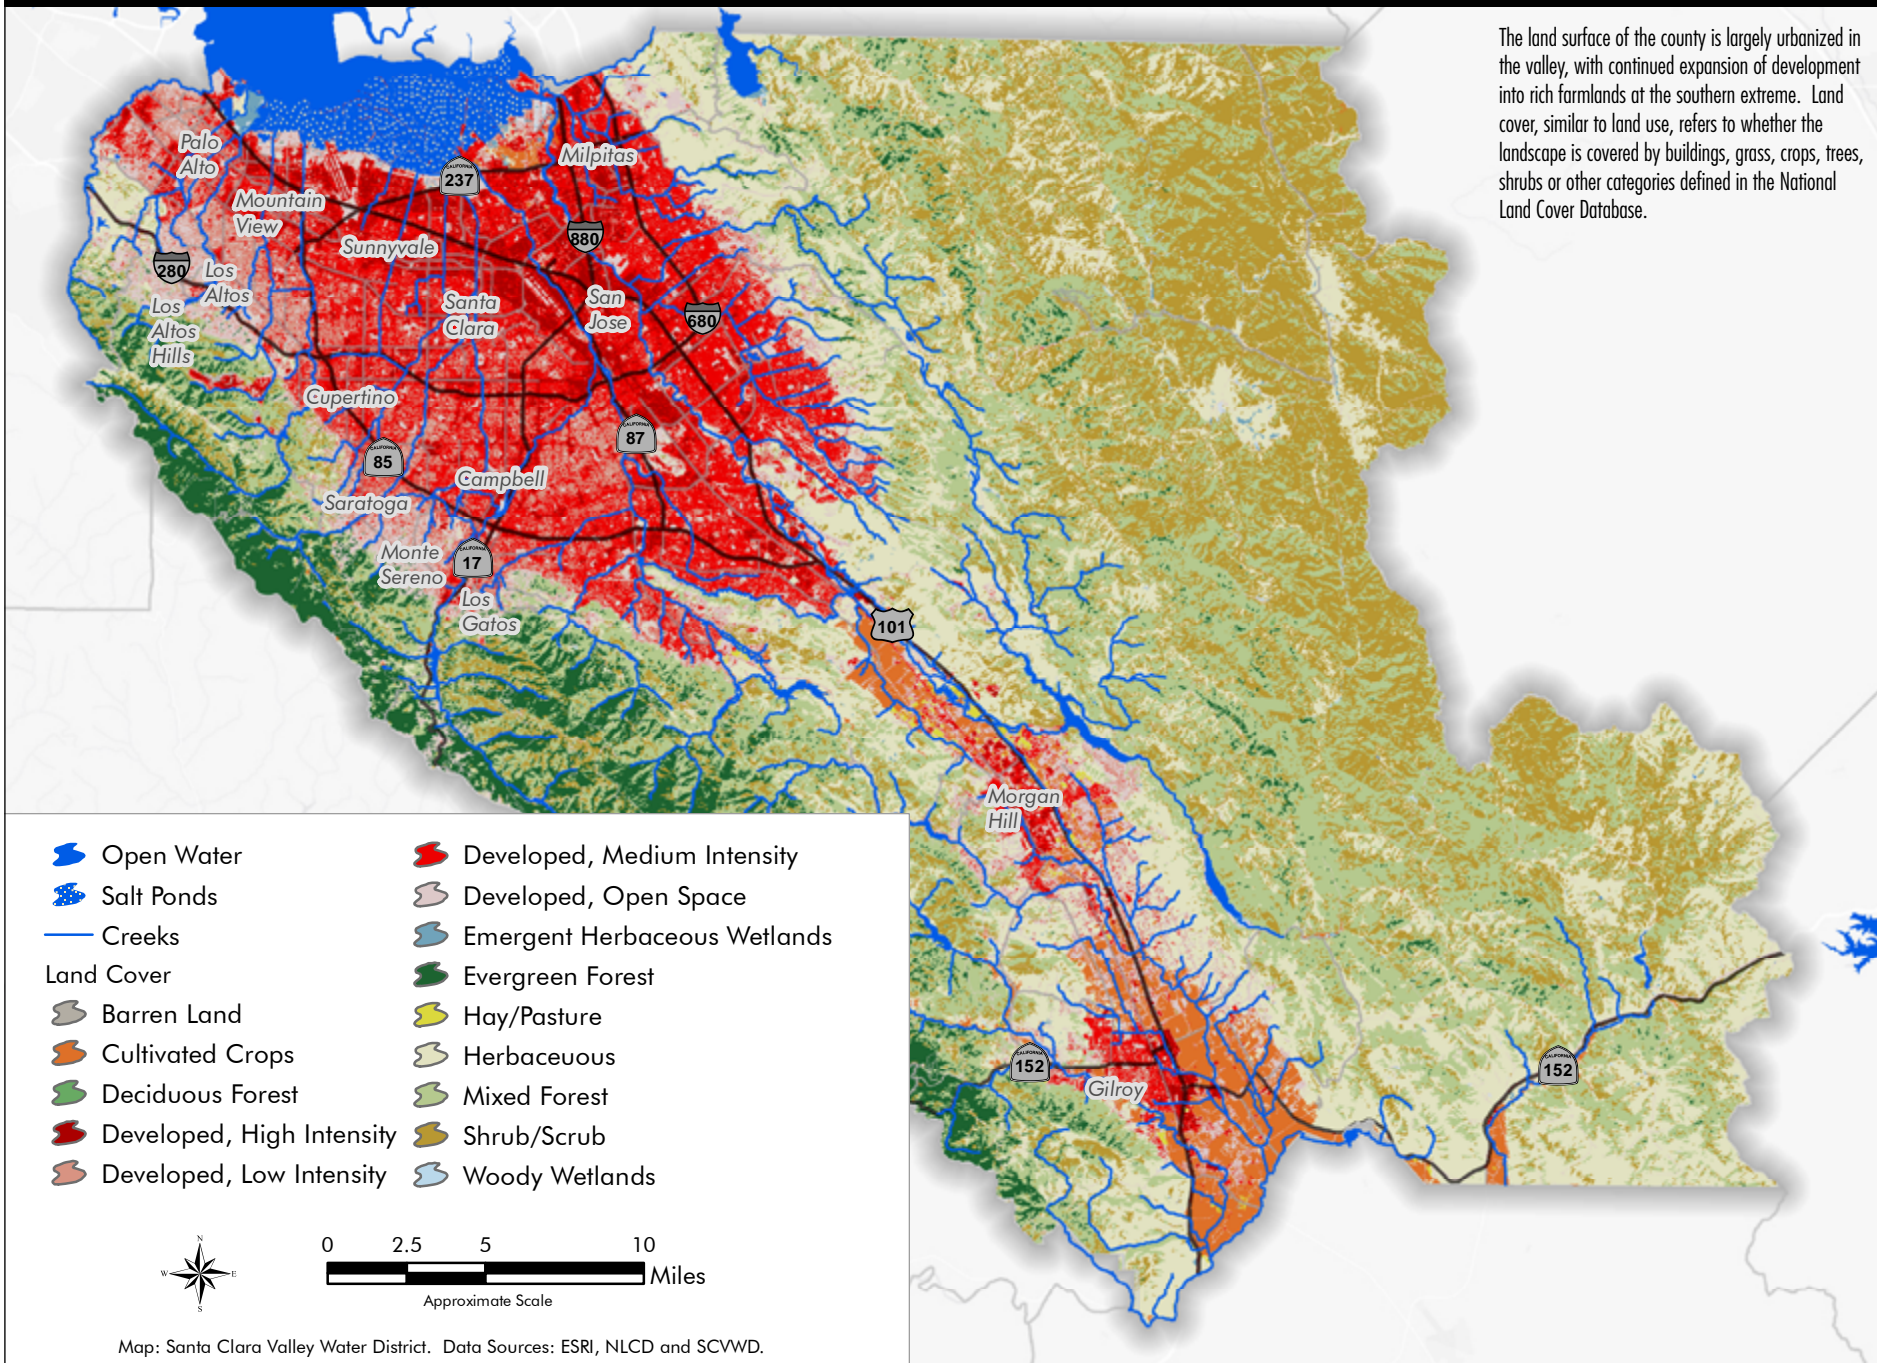 The land surface of the county is largely urbanized in
the valley, with continued expansion of development
into rich farmlands at the southern extreme.  Land
cover, similar to land use, refers to whether the
landscape is covered by buildings, grass, crops, trees,
shrubs or other categories defined in the National
Land Cover Database.
Palo
Alto
Milpitas
CALIFORNIA
237
Mountain
View
Sunnyvale
880
280
Los
Altos
Los
Altos
Hills
Santa
Clara
San
Jose
680
Cupertino
CALIFORNIA
87
CALIFORNIA
85
Campbell
Saratoga
Monte
Sereno
CALIFORNIA
17
Los
Gatos
101
Morgan
Hill
CALIFORNIA
152
Gilroy
CALIFORNIA
152
Open Water
Salt Ponds
Creeks
Land Cover
Barren Land
Cultivated Crops
Deciduous Forest
Developed, High Intensity
Developed, Low Intensity
Developed, Medium Intensity
Developed, Open Space
Emergent Herbaceous Wetlands
Evergreen Forest
Hay/Pasture
Herbaceuous
Mixed Forest
Shrub/Scrub
Woody Wetlands
N
W E
S
0 2.5 5 10
Miles
Approximate Scale
Map: Santa Clara Valley Water District.  Data Sources: ESRI, NLCD and SCVWD.